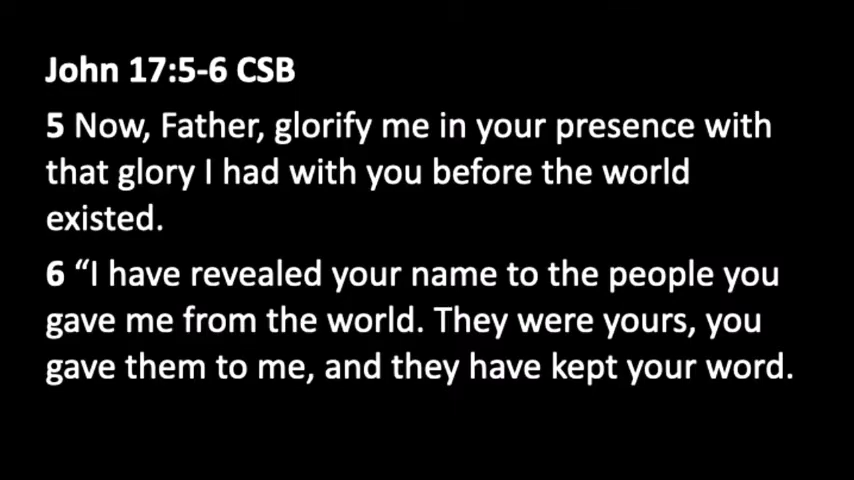 John 17:5-6 CSB
5 Now, Father, glorify me in your presence with
that glory I had with you before the world
existed.
6 “I have revealed your name to the people you
gave me from the world. They were yours, you
gave them to me, and they have kept your word.